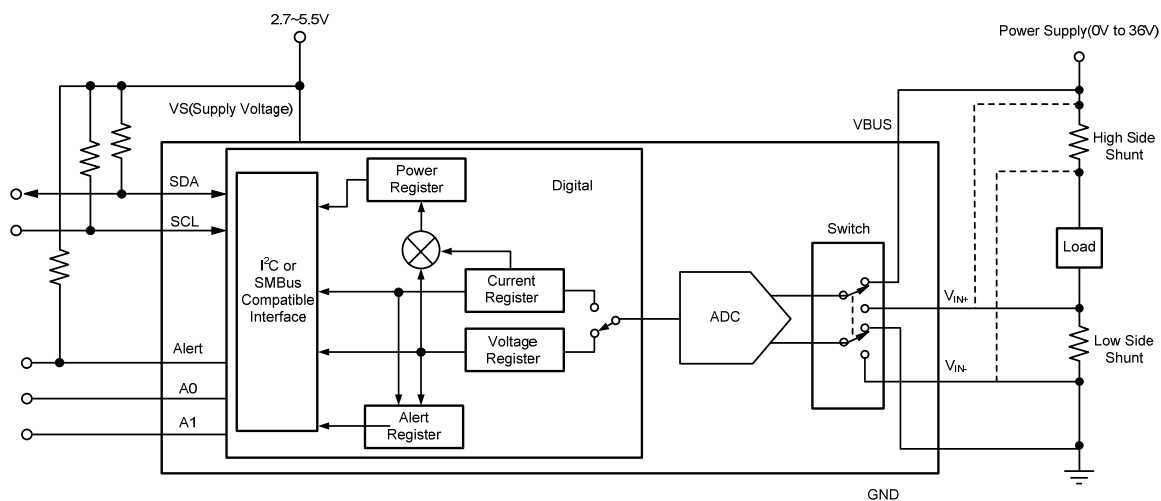 2.7~5.5V
Power Supply(0V to 36V)
VS(Supply Voltage)
VBUS
High Side
Shunt
Power
Register
Digital
SDA
SCL
Switch
Load
I²C or
SMBus
Compatible
Interface
Current
Register
ADC
VIN+
Voltage
Register
Low Side
Shunt
Alert
VIN-
A0
A1
Alert
Register
GND